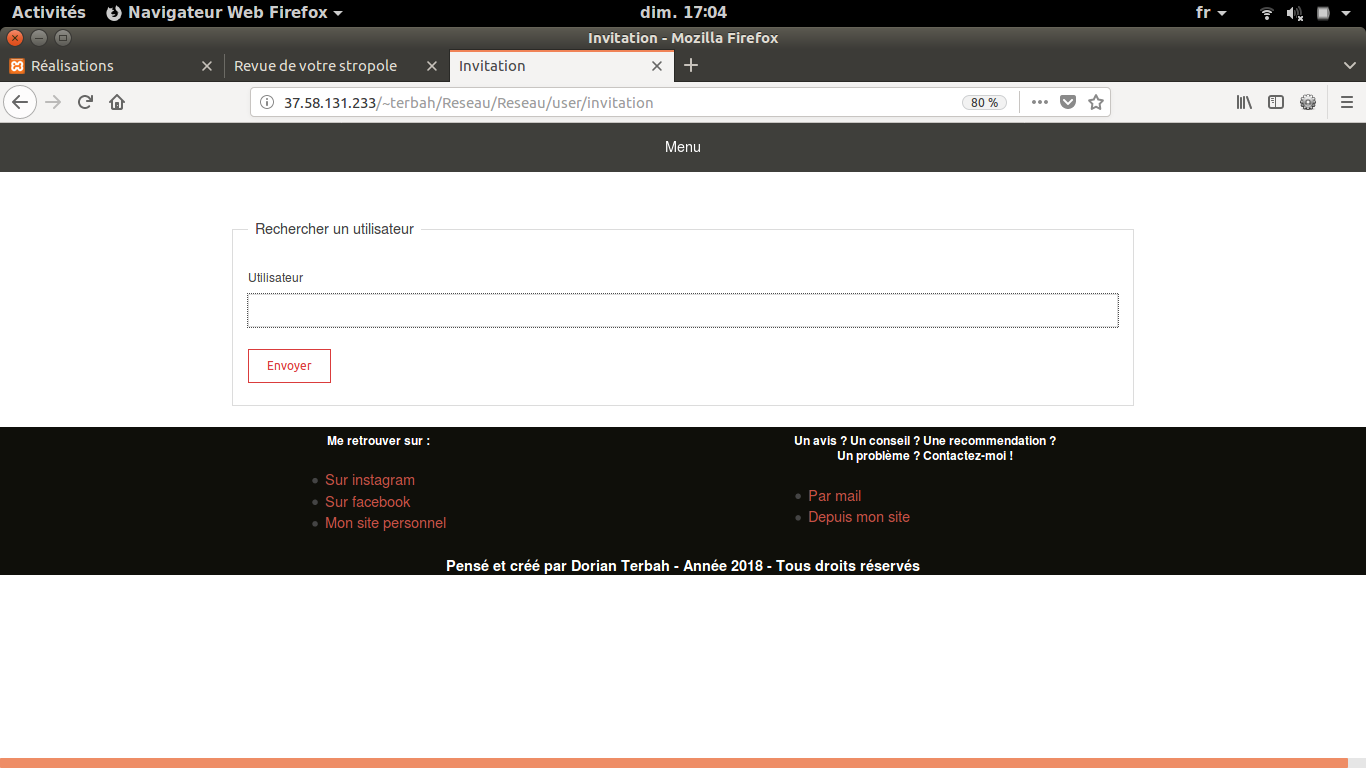 Activités Navigateur Web Firefox dim. 17:04 fr
Invitation - Mozilla Firefox
Réalisations Revue de votre stropole Invitation
37.58.131.233/~terbah/Reseau/Reseau/user/invitation 80 %
Menu
Rechercher un utilisateur
Utilisateur
Envoyer
Me retrouver sur :
Sur instagram
Sur facebook
Mon site personnel
Un avis ? Un conseil ? Une recommendation ?
Un problème ? Contactez-moi !
Par mail
Depuis mon site
Pensé et créé par Dorian Terbah - Année 2018 - Tous droits réservés